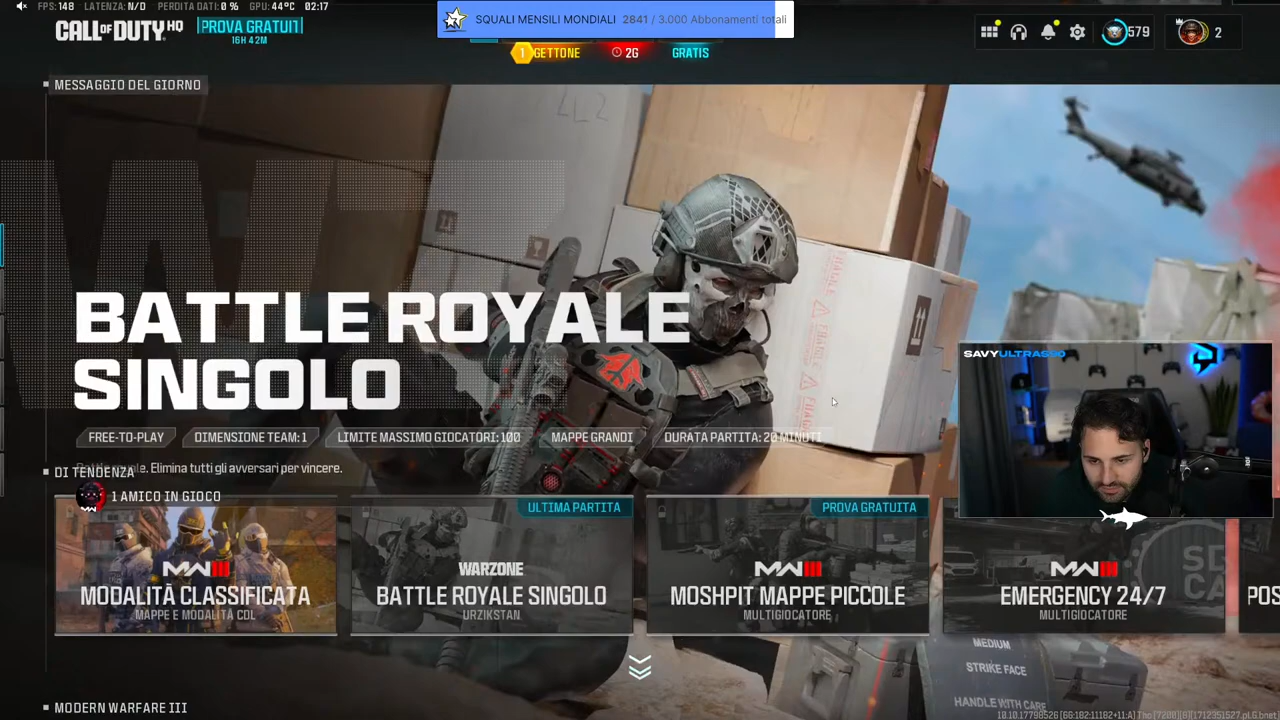 FPS: 148 LATENZA: N/D PERDITA DATI: 0 % GPU: 44°C 02:17
CALL OF DUTY HQ
PROVA GRATUIT
16H 42M
SQUALI MENSILI MONDIALI 2841 / 3.000 Abbonamenti totali
1 GETTONE 2G GRATIS
579
2
MESSAGGIO DEL GIORNO
BATTLE ROYALE
SINGOLO
FREE-TO-PLAY DIMENSIONE TEAM: 1 LIMITE MASSIMO GIOCATORI: 100 MAPPE GRANDI DURATA PARTITA: 20 MINUTI
DI TENDENZA
. Elimina tutti gli avversari per vincere.
1 AMICO IN GIOCO
SAVYULTRAS90
MWIII
MODALITÀ CLASSIFICATA
MAPPE E MODALITÀ CDL
ULTIMA PARTITA
WARZONE
BATTLE ROYALE SINGOLO
URZIKSTAN
PROVA GRATUITA
MWIII
MOSHPIT MAPPE PICCOLE
MULTIGIOCATORE
MWIII
EMERGENCY 24/7
MULTIGIOCATORE
POS
MEDIUM
STRIKE FACE
HANDLE WITH CARE
MODERN WARFARE III